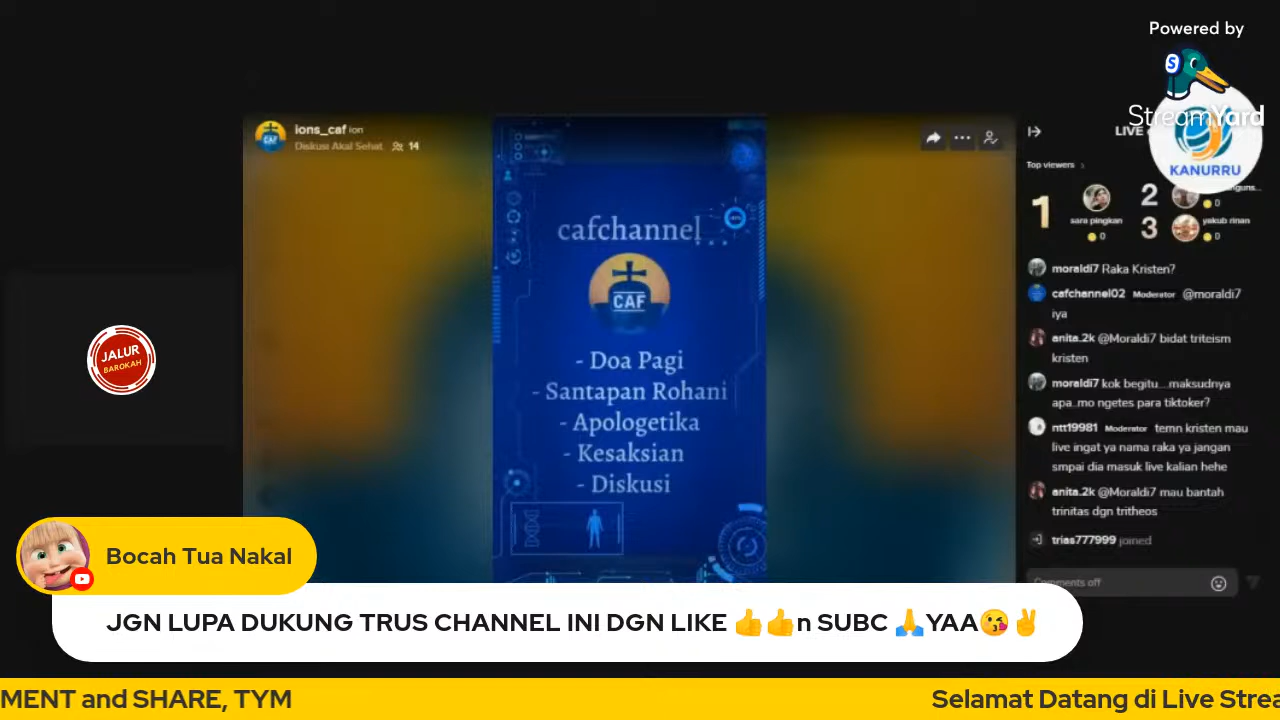 Powered by
StreamYard
KANURRU
ions_caf ion
Diskusi Akal Sehat 14
LIVE
Top viewers
1
sara pingkan
0
2
0
3
yakub rinan
0
cafchannel
CAF
- Doa Pagi
- Santapan Rohani
- Apologetika
- Kesaksian
- Diskusi
moraldi7 Raka Kristen?
cafchannel02 Moderator @moraldi7
iya
anita.2k @Moraldi7 bidat triteism
kristen
moraldi7 kok begitu...maksudnya
apa..mo ngetes para tiktoker?
ntt19981 Moderator temn kristen mau
live ingat ya nama raka ya jangan
smpai dia masuk live kalian hehe
anita.2k @Moraldi7 mau bantah
trinitas dgn tritheos
trias777999 joined
Comments off
JALUR
BAROKAH
Bocah Tua Nakal
JGN LUPA DUKUNG TRUS CHANNEL INI DGN LIKE 👍👍n SUBC 🙏YAA😘✌
MENT and SHARE, TYM
Selamat Datang di Live Strea